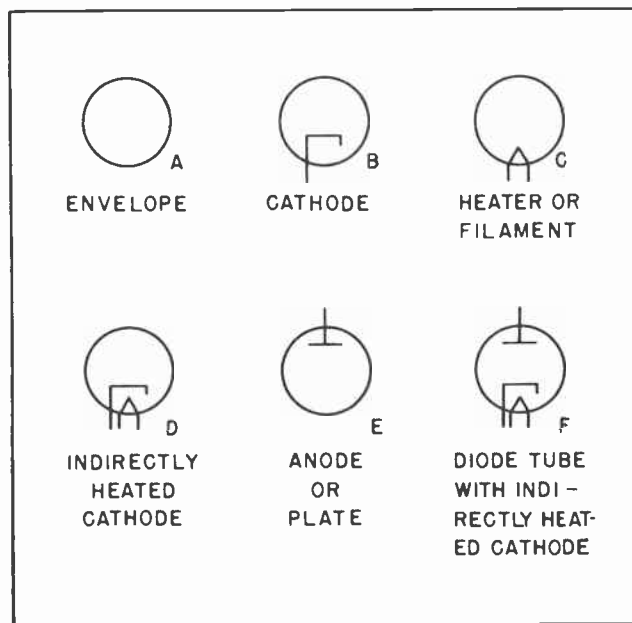 A
ENVELOPE
B
CATHODE
C
HEATER OR
FILAMENT
D
INDIRECTLY
HEATED
CATHODE
E
ANODE
OR
PLATE
F
DIODE TUBE
WITH INDI-
RECTLY HEAT-
ED CATHODE